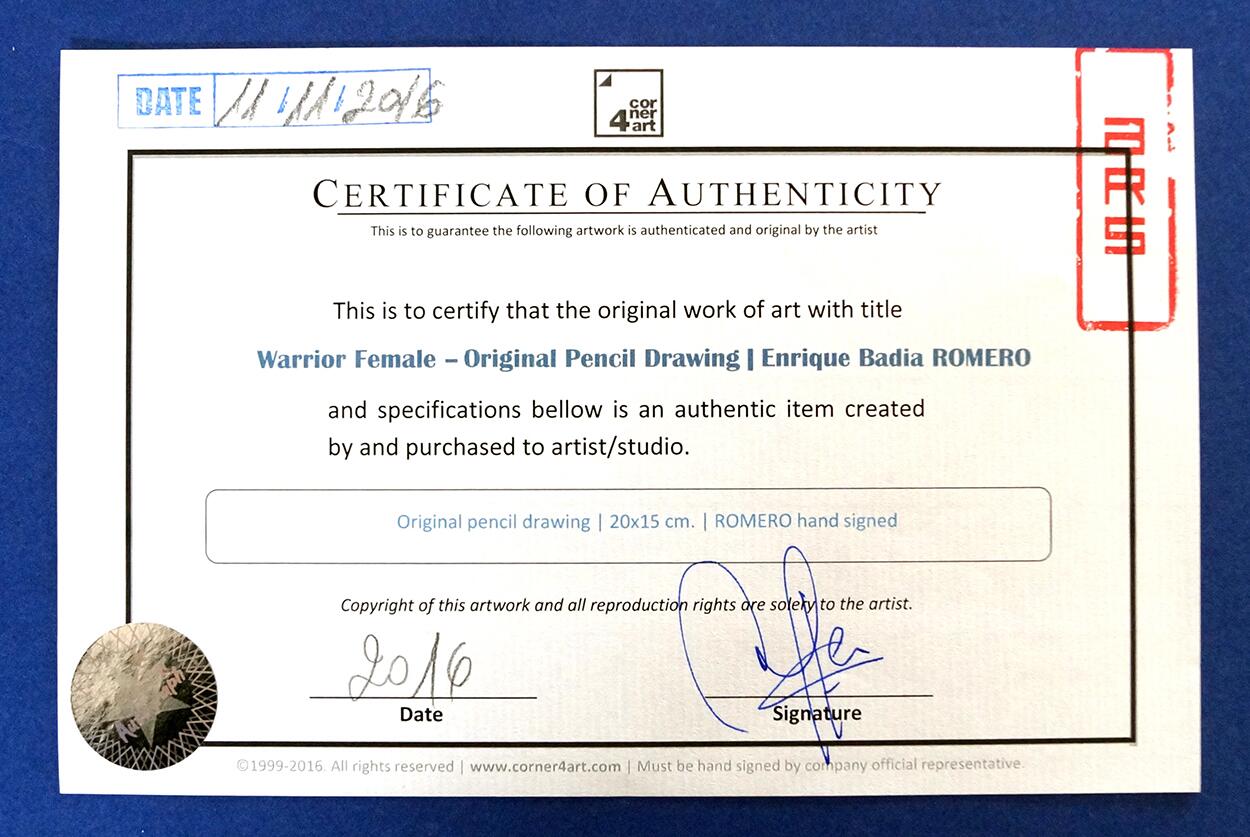 DATE 11/11/2016
cor
ner
4art
aRS
CERTIFICATE OF AUTHENTICITY
This is to guarantee the following artwork is authenticated and original by the artist
This is to certify that the original work of art with title
Warrior Female – Original Pencil Drawing | Enrique Badia ROMERO
and specifications bellow is an authentic item created
by and purchased to artist/studio.
Original pencil drawing | 20x15 cm. | ROMERO hand signed
Copyright of this artwork and all reproduction rights are solely to the artist.
2016
Date
Signature
©1999-2016. All rights reserved | www.corner4art.com | Must be hand signed by company official representative.